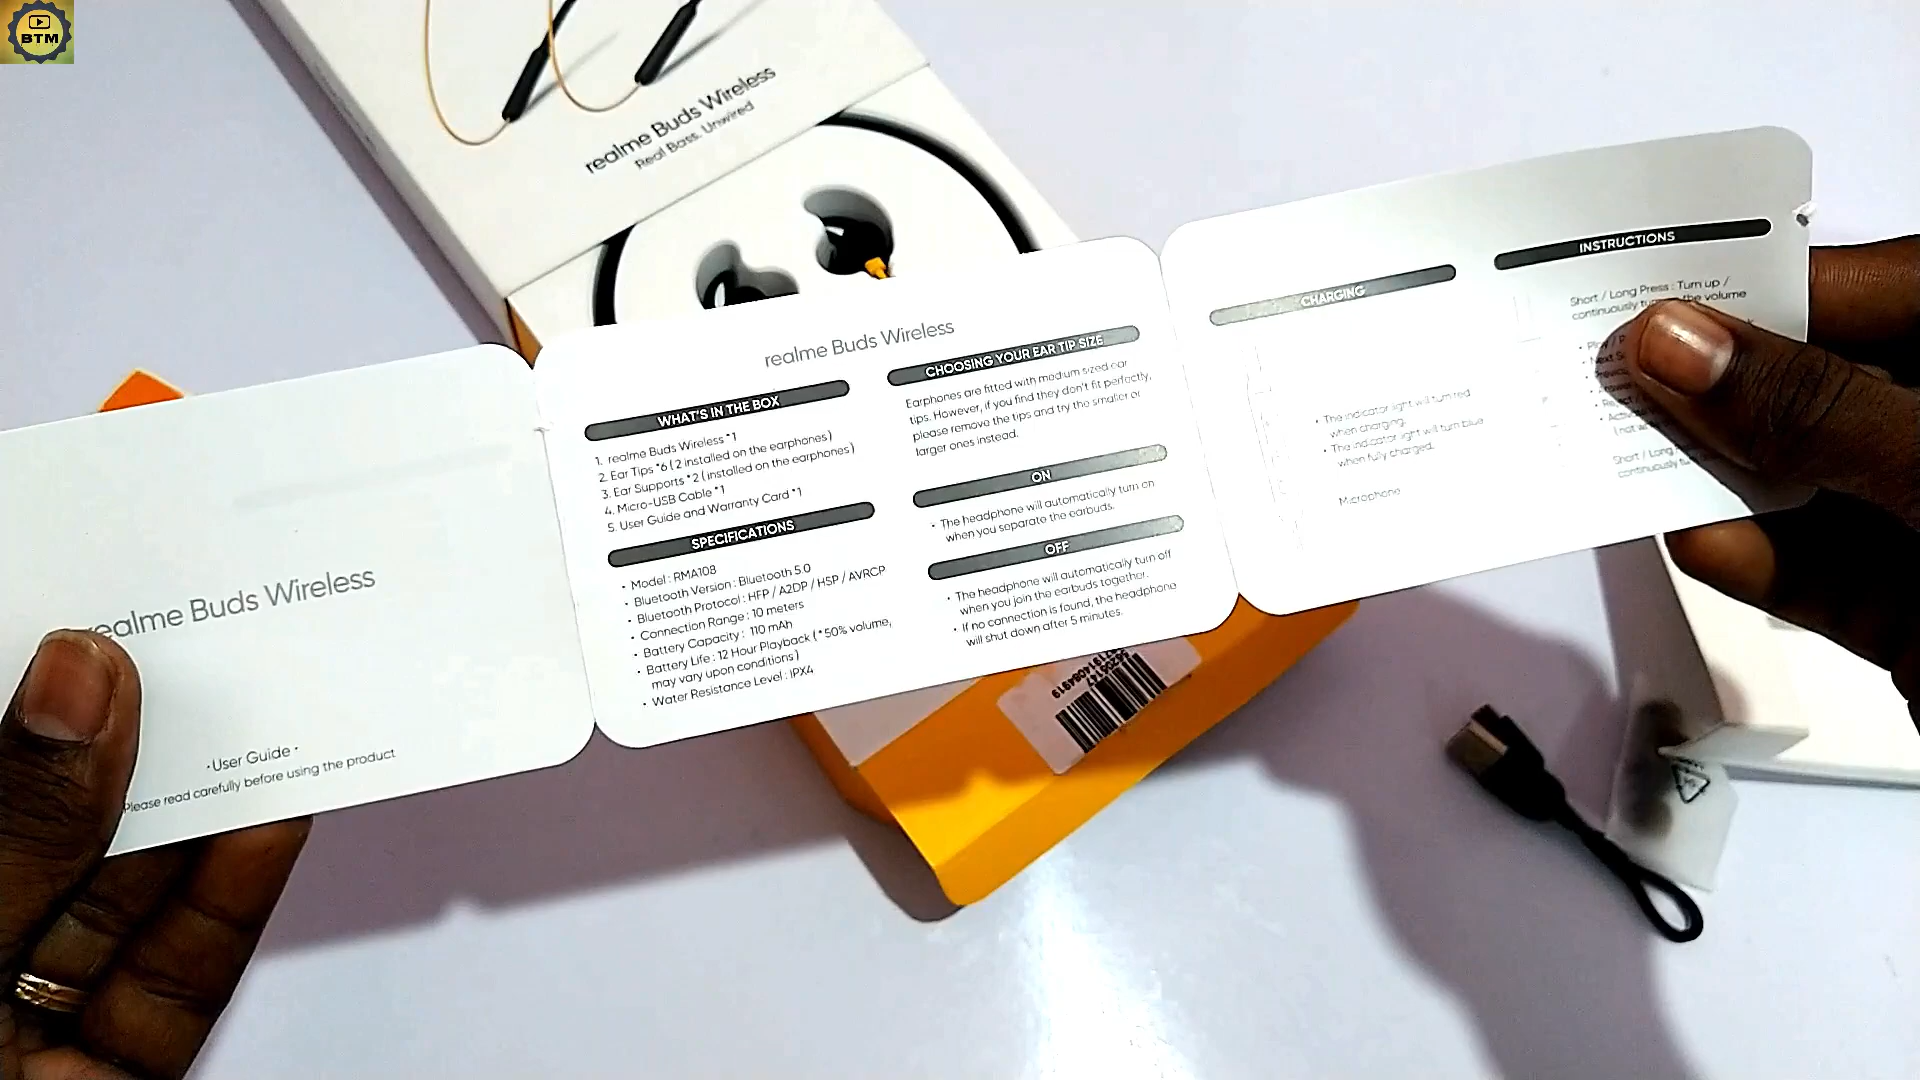 BTM
realme Buds Wireless
Real Bass. Unwired
realme Buds Wireless
·User Guide·
Please read carefully before using the product
realme Buds Wireless
WHAT'S IN THE BOX
1. realme Buds Wireless *1
2. Ear Tips *6 ( 2 installed on the earphones)
3. Ear Supports *2 ( installed on the earphones)
4. Micro-USB Cable *1
5. User Guide and Warranty Card *1
SPECIFICATIONS
• Model : RMA108
• Bluetooth Version : Bluetooth 5.0
• Bluetooth Protocol : HFP / A2DP / HSP / AVRCP
• Connection Range : 10 meters
• Battery Capacity : 110 mAh
• Battery Life : 12 Hour Playback ( *50% volume,
may vary upon conditions)
• Water Resistance Level : IPX4
CHOOSING YOUR EAR TIP SIZE
Earphones are fitted with medium sized ear
tips. However, if you find they don't fit perfectly,
please remove the tips and try the smaller or
larger ones instead.
ON
• The headphone will automatically turn on
when you separate the earbuds.
OFF
• The headphone will automatically turn off
when you join the earbuds together.
• If no connection is found, the headphone
will shut down after 5 minutes.
CHARGING
• The indicator light will turn red
when charging.
• The indicator light will turn blue
when fully charged.
Microphone
INSTRUCTIONS
Short / Long Press : Turn up /
continuously the volume
Short / Long
continuously